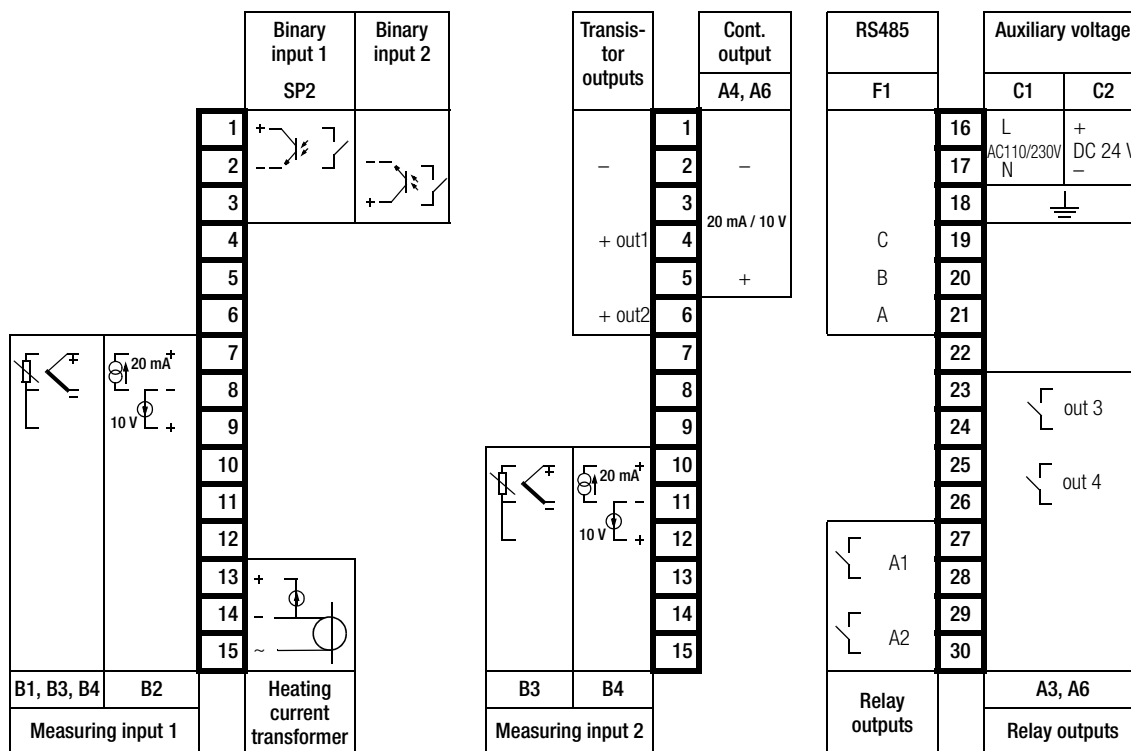 Binary input 1
Binary input 2
SP2
1
2
3
4
5
6
7
8
9
10
11
12
13
14
15
+
–
–
+
20 mA
+
–
10 V
+
+
–
~
B1, B3, B4
B2
Measuring input 1
Heating current transformer
Transis-
tor
outputs
Cont.
output
A4, A6
–
+ out1
+ out2
1
2
3
4
5
6
7
8
9
10
11
12
13
14
15
–
20 mA / 10 V
+
20 mA
+
–
10 V
+
B3
B4
Measuring input 2
RS485
F1
C
B
A
Auxiliary voltage
C1
C2
16
17
18
19
20
21
22
23
24
25
26
27
28
29
30
L
AC110/230V
N
+
DC 24 V
–
out 3
out 4
A1
A2
Relay outputs
A3, A6
Relay outputs